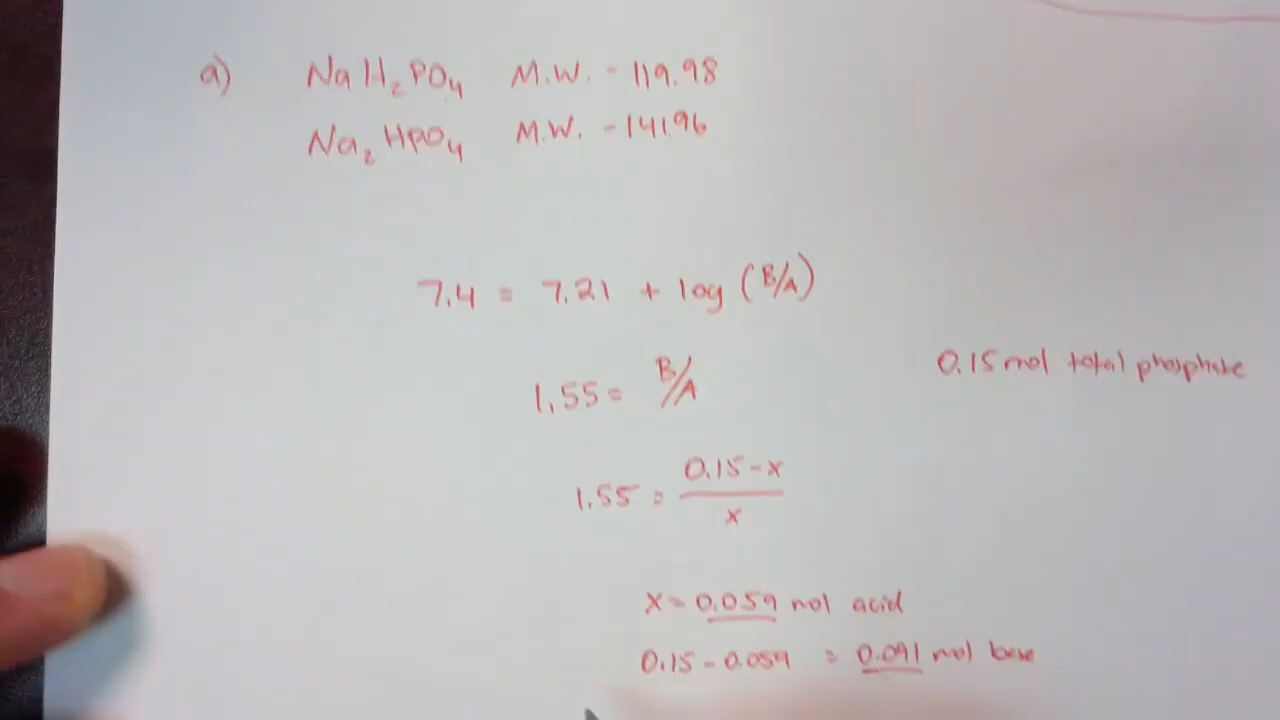 a) NaH₂PO₄ M.W. - 119.98
Na₂HPO₄ M.W. - 141.96
7.4 = 7.21 + log (B/A)
0.15 mol total phosphate
1.55 = B/A
1.55 = 0.15 - x / x
x = 0.059 mol acid
0.15 - 0.059 = 0.091 mol base